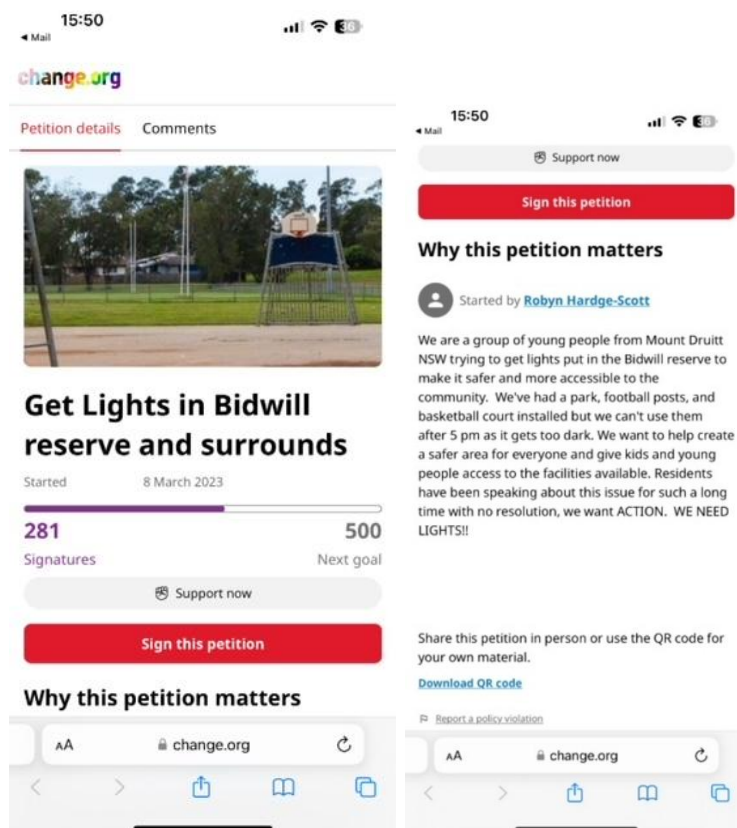 15:50
36
Mail
change.org
Petition details Comments
Get Lights in Bidwill
reserve and surrounds
Started 8 March 2023
281 500
Signatures Next goal
Support now
Sign this petition
Why this petition matters
AA change.org
15:50
36
Mail
Support now
Sign this petition
Why this petition matters
Started by Robyn Hardge-Scott
We are a group of young people from Mount Druitt
NSW trying to get lights put in the Bidwill reserve to
make it safer and more accessible to the
community. We've had a park, football posts, and
basketball court installed but we can't use them
after 5 pm as it gets too dark. We want to help create
a safer area for everyone and give kids and young
people access to the facilities available. Residents
have been speaking about this issue for such a long
time with no resolution, we want ACTION. WE NEED
LIGHTS!!
Share this petition in person or use the QR code for
your own material.
Download QR code
Report a policy violation
AA change.org